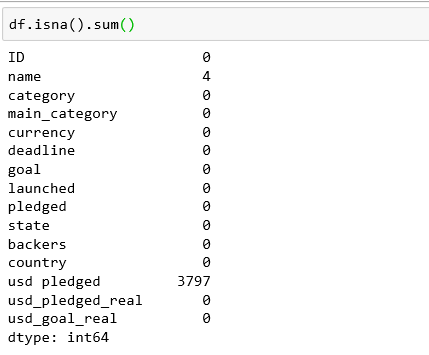 df.isna().sum()
ID 0
name 4
category 0
main_category 0
currency 0
deadline 0
goal 0
launched 0
pledged 0
state 0
backers 0
country 0
usd pledged 3797
usd_pledged_real 0
usd_goal_real 0
dtype: int64